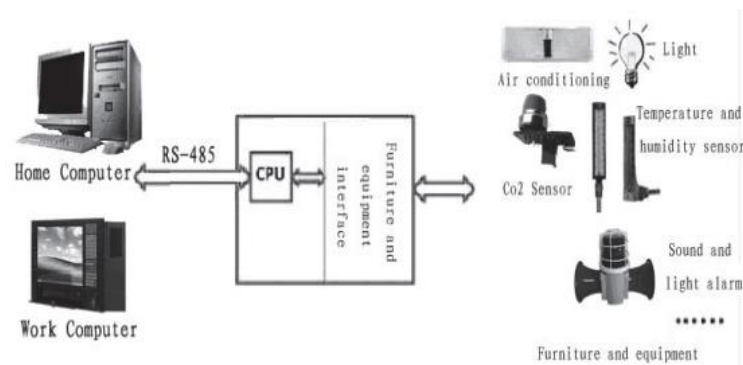 Home Computer
RS-485
Work Computer
CPU
Furniture and
equipment
interface
Air conditioning
Light
Temperature and
humidity sensor
Co2 Sensor
Sound and
light alarm
......
Furniture and equipment